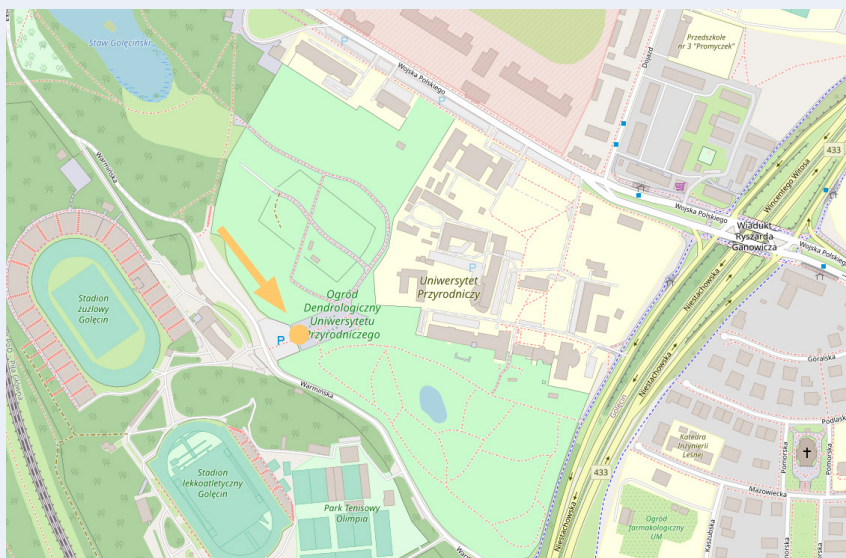 Staw Golęciński
P
Wojska Polskiego
P
Dojazd
Przedszkole
nr 3 "Promyczek"
433
Wincentego Witosa
Warmińska
Wojska Polskiego
Wiadukt
Ryszarda
Ganowicza
Wojska Polskiego
Stadion
żużlowy
Golęcin
Ogród
Dendrologiczny
Uniwersytetu
Przyrodniczego
Uniwersytet
Przyrodniczy
P
P
Niestachowska
Niestachowska
Góralska
Golęcin
Warmińska
Podlaska
Katedra
Inżynierii
Leśnej
Pomorska
Pomorska
433
Mazowiecka
Stadion
lekkoatletyczny
Golęcin
Park Tenisowy
Olimpia
Niestachowska
Ogród
farmakologiczny
UM
Kaszubska
Pomorska
Warmińska